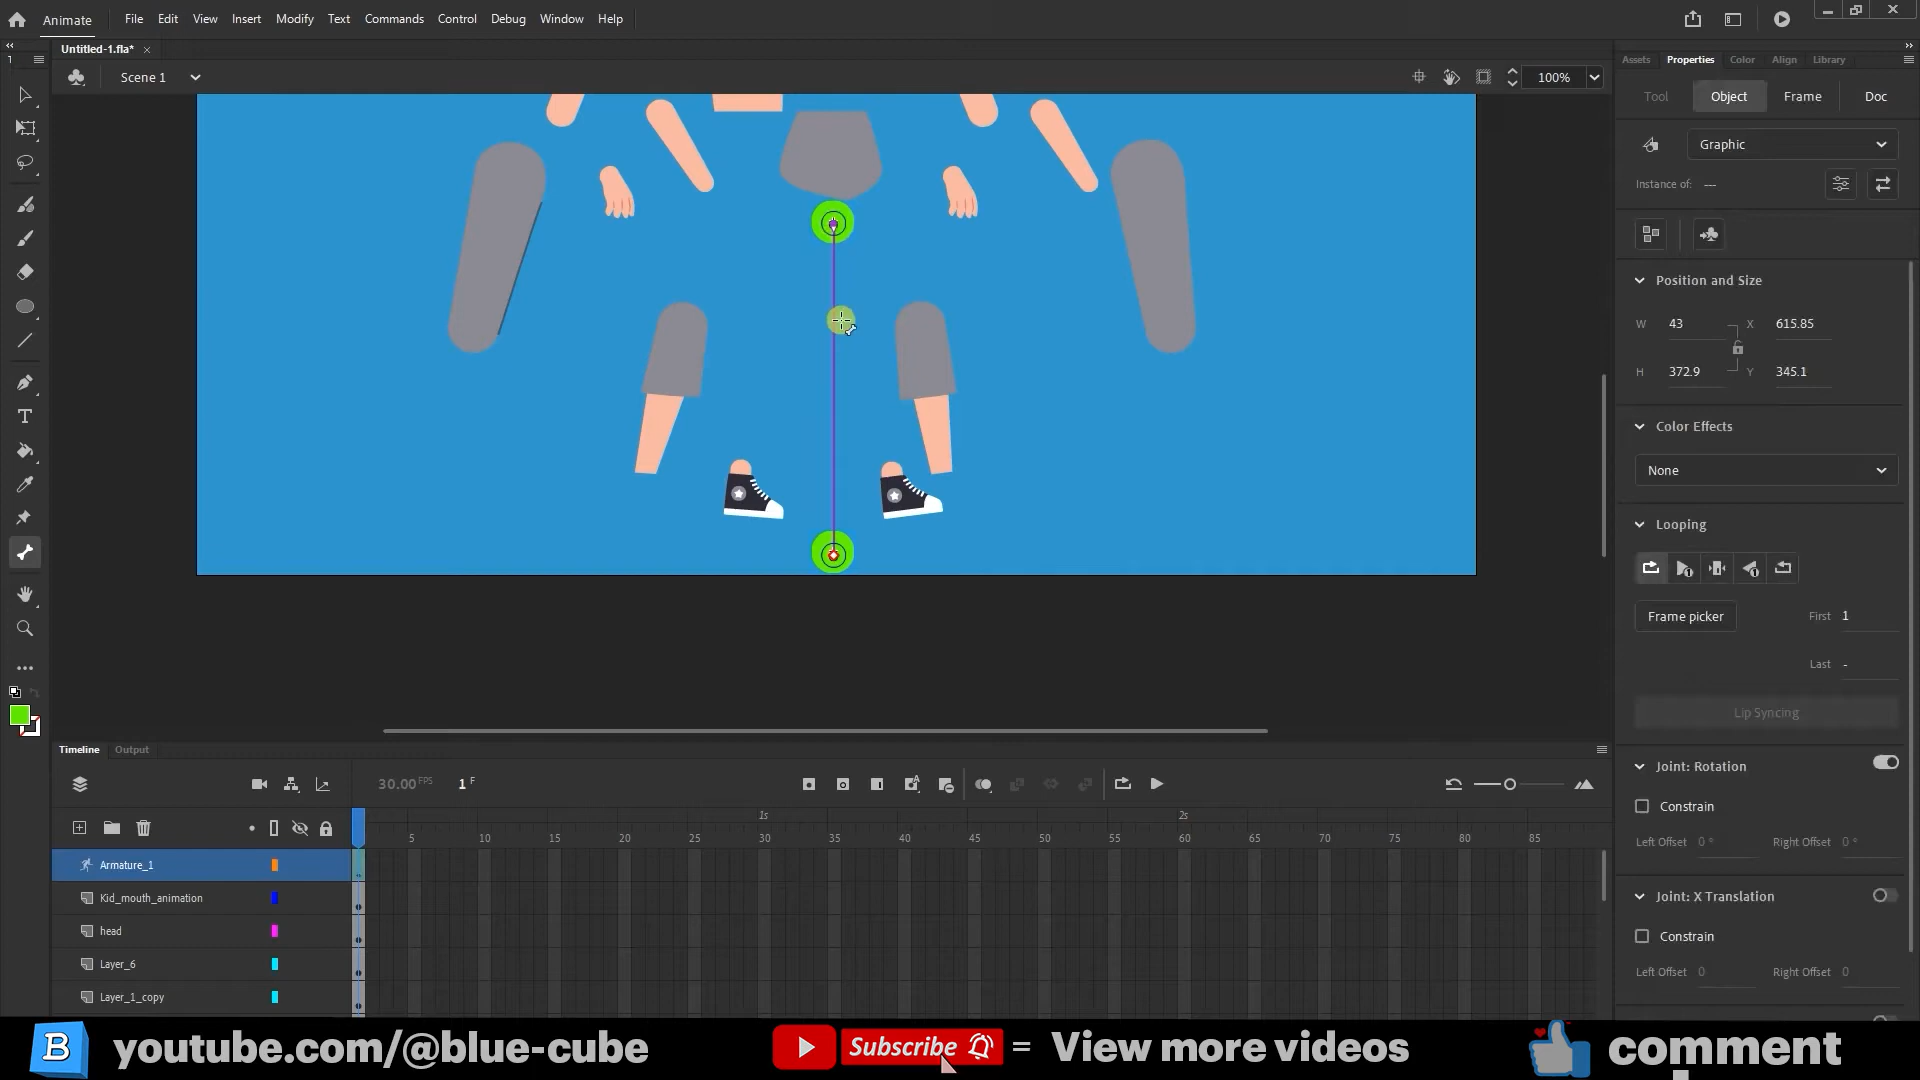 Animate File Edit View Insert Modify Text Commands Control Debug Window Help
Untitled-1.fla* ×
Scene 1 100%
Assets Properties Color Align Library
Tool Object Frame Doc
Graphic
Instance of: ---
Position and Size
W 43 X 615.85
H 372.9 Y 345.1
Color Effects
None
Looping
Frame picker First 1
Last -
Lip Syncing
Joint: Rotation
Constrain
Left Offset 0 ° Right Offset 0 °
Joint: X Translation
Constrain
Left Offset 0 Right Offset 0
Timeline Output
30.00 FPS 1 F
1s 2s
5 10 15 20 25 30 35 40 45 50 55 60 65 70 75 80 85
Armature_1
Kid_mouth_animation
head
Layer_6
Layer_1_copy
B youtube.com/@blue-cube Subscribe = View more videos comment